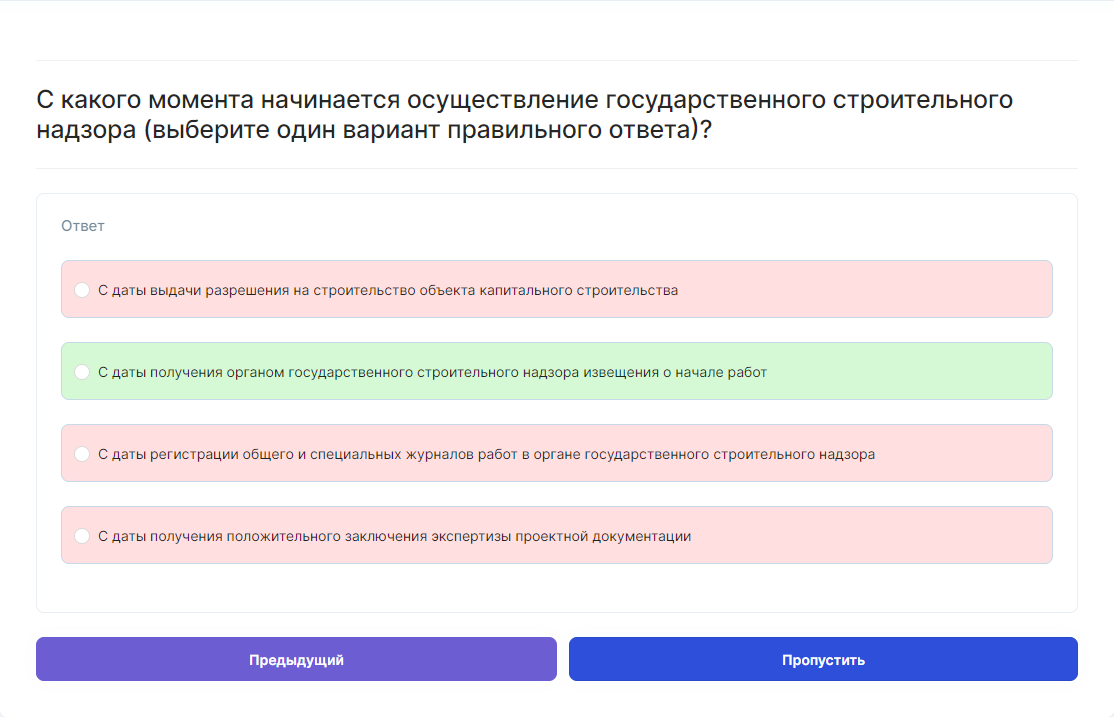 С какого момента начинается осуществление государственного строительного
надзора (выберите один вариант правильного ответа)?
Ответ
С даты выдачи разрешения на строительство объекта капитального строительства
С даты получения органом государственного строительного надзора извещения о начале работ
С даты регистрации общего и специальных журналов работ в органе государственного строительного надзора
С даты получения положительного заключения экспертизы проектной документации
Предыдущий
Пропустить